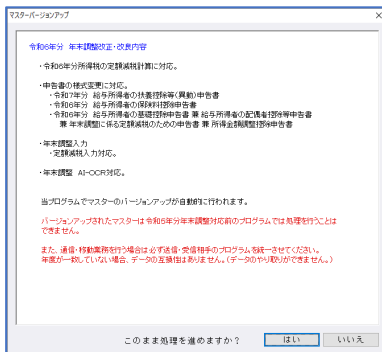 マスターバージョンアップ
令和6年分 年末調整改正・改良内容
・令和6年分所得税の定額減税計算に対応。
・申告書の様式変更に対応。
・令和7年分 給与所得者の扶養控除等(異動)申告書
・令和6年分 給与所得者の保険料控除申告書
・令和6年分 給与所得者の基礎控除申告書 兼 給与所得者の配偶者控除等申告書
兼 年末調整に係る定額減税のための申告書 兼 所得金額調整控除申告書
・年末調整入力
・定額減税入力対応。
・年末調整 AI-OCR対応。
当プログラムでマスターのバージョンアップが自動的に行われます。
バージョンアップされたマスターは令和6年分年末調整対応前のプログラムでは処理を行うことは
できません。
また、通信・移動業務を行う場合は必ず送信・受信相手のプログラムを統一させてください。
年度が一致していない場合、データの互換性はありません。(データのやり取りができません。)
このまま処理を進めますか?
はい
いいえ